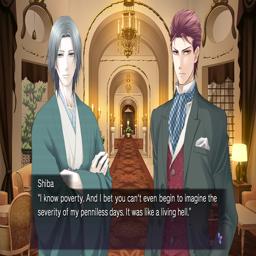 Shiba
"I know poverty. And I bet you can't even begin to imagine the
severity of my penniless days. It was like a living hell."